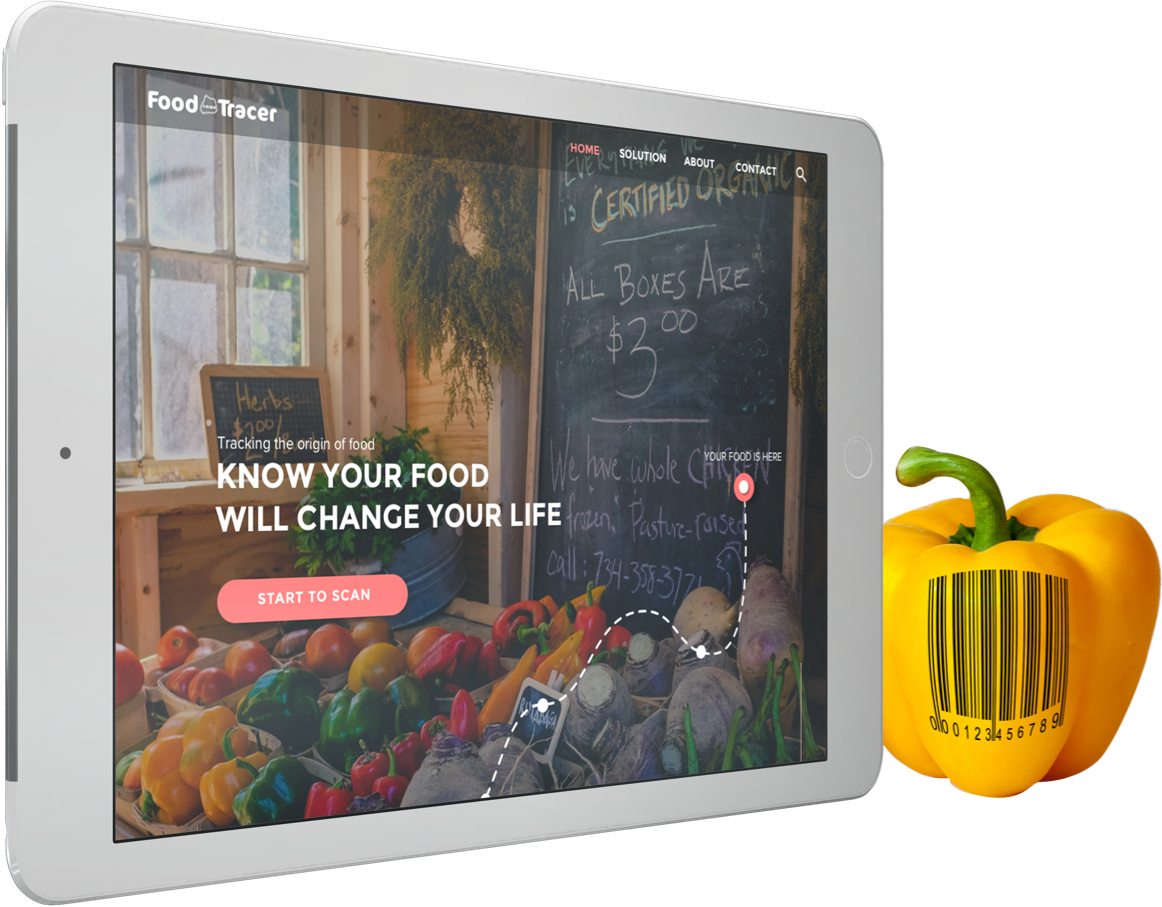 Food Tracer
HOME SOLUTION ABOUT CONTACT
EVERYTHING WE
is CERTIFIED ORGANIC
ALL BOXES ARE
$3.00
Herbs
$2.00/
Tracking the origin of food
KNOW YOUR FOOD
WILL CHANGE YOUR LIFE
START TO SCAN
YOUR FOOD IS HERE
We have whole CHICKEN
frozen. Pasture-raised
call: 734-358-3771
0 00123456789